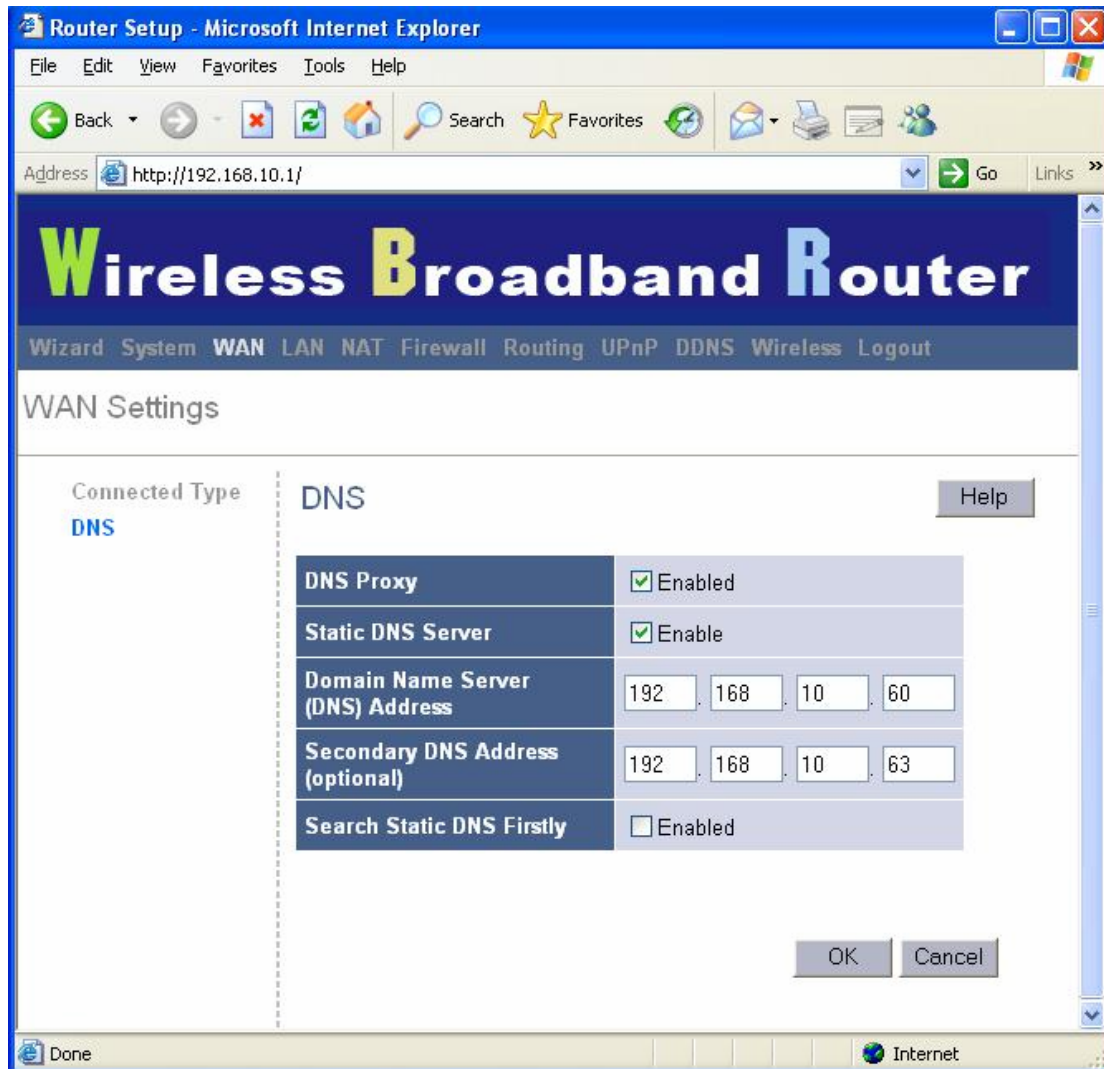 Router Setup - Microsoft Internet Explorer
File Edit View Favorites Tools Help
Back Search Favorites
Address http://192.168.10.1/ Go Links »
Wireless Broadband Router
Wizard System WAN LAN NAT Firewall Routing UPnP DDNS Wireless Logout
WAN Settings
Connected Type
DNS
DNS Help
DNS Proxy Enabled
Static DNS Server Enable
Domain Name Server
(DNS) Address 192 . 168 . 10 . 60
Secondary DNS Address
(optional) 192 . 168 . 10 . 63
Search Static DNS Firstly Enabled
OK Cancel
Done Internet